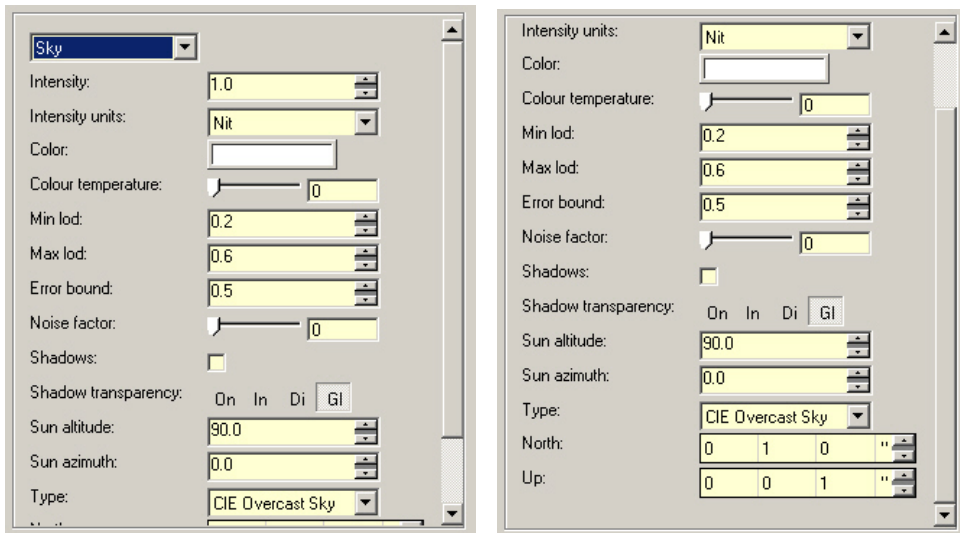 Sky
Intensity: 1.0
Intensity units: Nit
Color:
Colour temperature: 0
Min lod: 0.2
Max lod: 0.6
Error bound: 0.5
Noise factor: 0
Shadows:
Shadow transparency: On In Di Gl
Sun altitude: 90.0
Sun azimuth: 0.0
Type: CIE Overcast Sky
Intensity units: Nit
Color:
Colour temperature: 0
Min lod: 0.2
Max lod: 0.6
Error bound: 0.5
Noise factor: 0
Shadows:
Shadow transparency: On In Di Gl
Sun altitude: 90.0
Sun azimuth: 0.0
Type: CIE Overcast Sky
North: 0 1 0 "
Up: 0 0 1 "